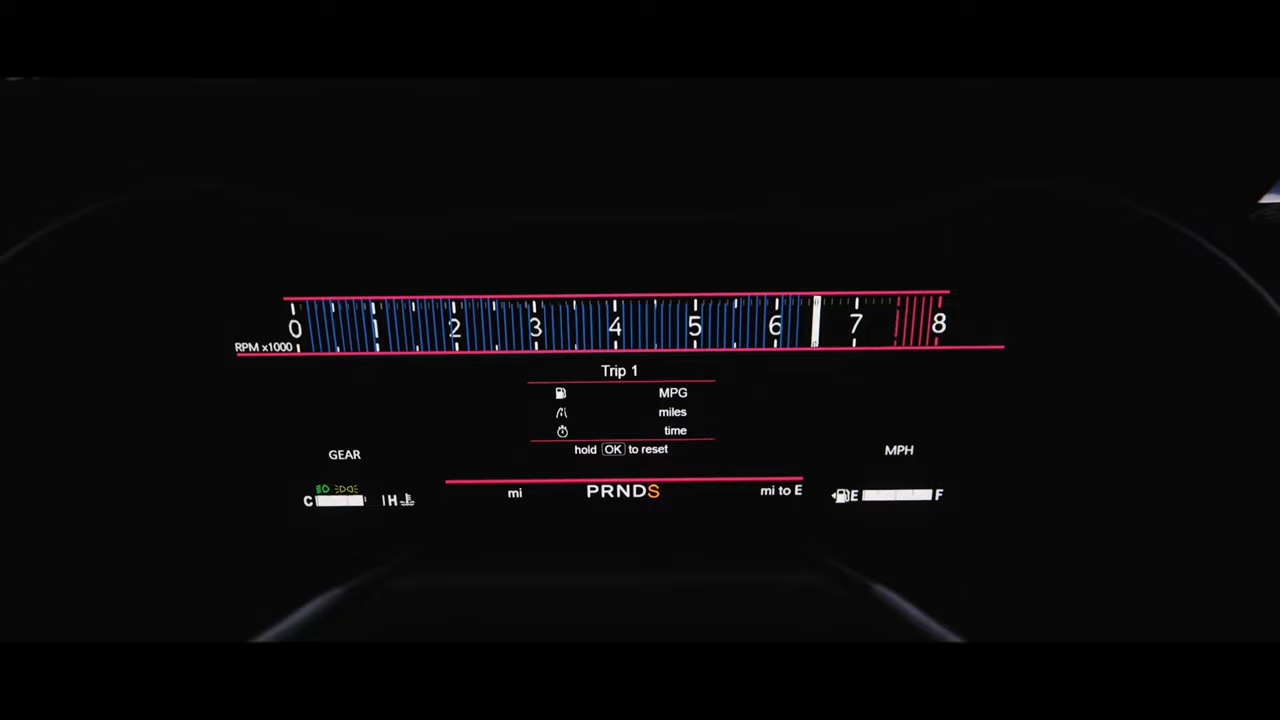 0 1 2 3 4 5 6 7 8
RPM x1000
Trip 1
MPG
miles
time
hold OK to reset
GEAR
MPH
C H
mi PRNDS mi to E
E F